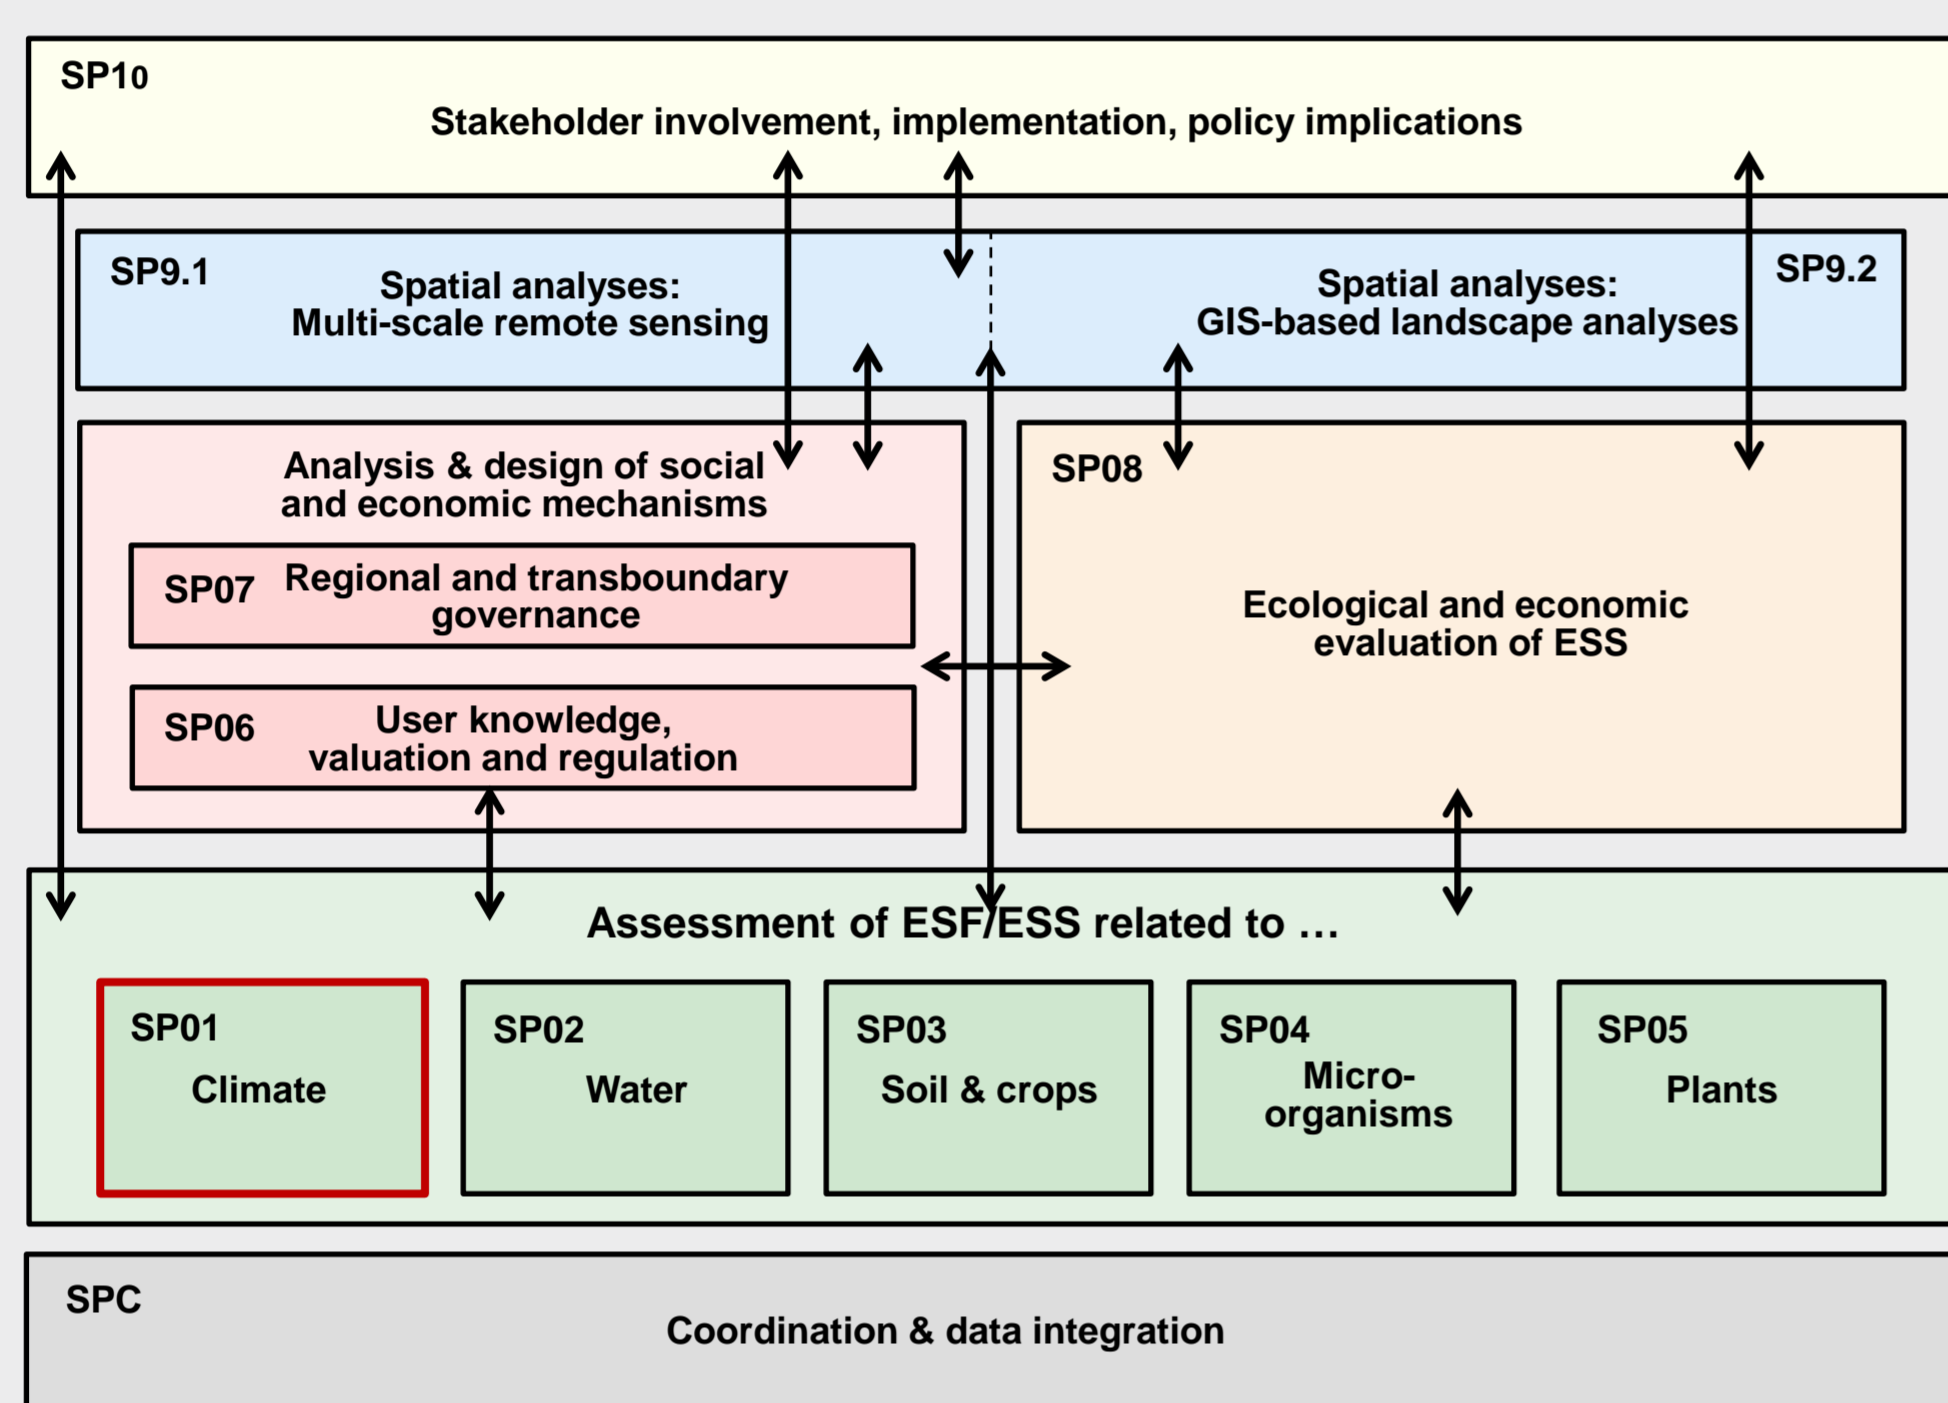 SP10
Stakeholder involvement, implementation, policy implications
SP9.1
Spatial analyses:
Multi-scale remote sensing
Spatial analyses:
GIS-based landscape analyses
SP9.2
Analysis & design of social
and economic mechanisms
SP07
Regional and transboundary
governance
SP06
User knowledge,
valuation and regulation
SP08
Ecological and economic
evaluation of ESS
Assessment of ESF/ESS related to …
SP01
Climate
SP02
Water
SP03
Soil & crops
SP04
Micro-
organisms
SP05
Plants
SPC
Coordination & data integration